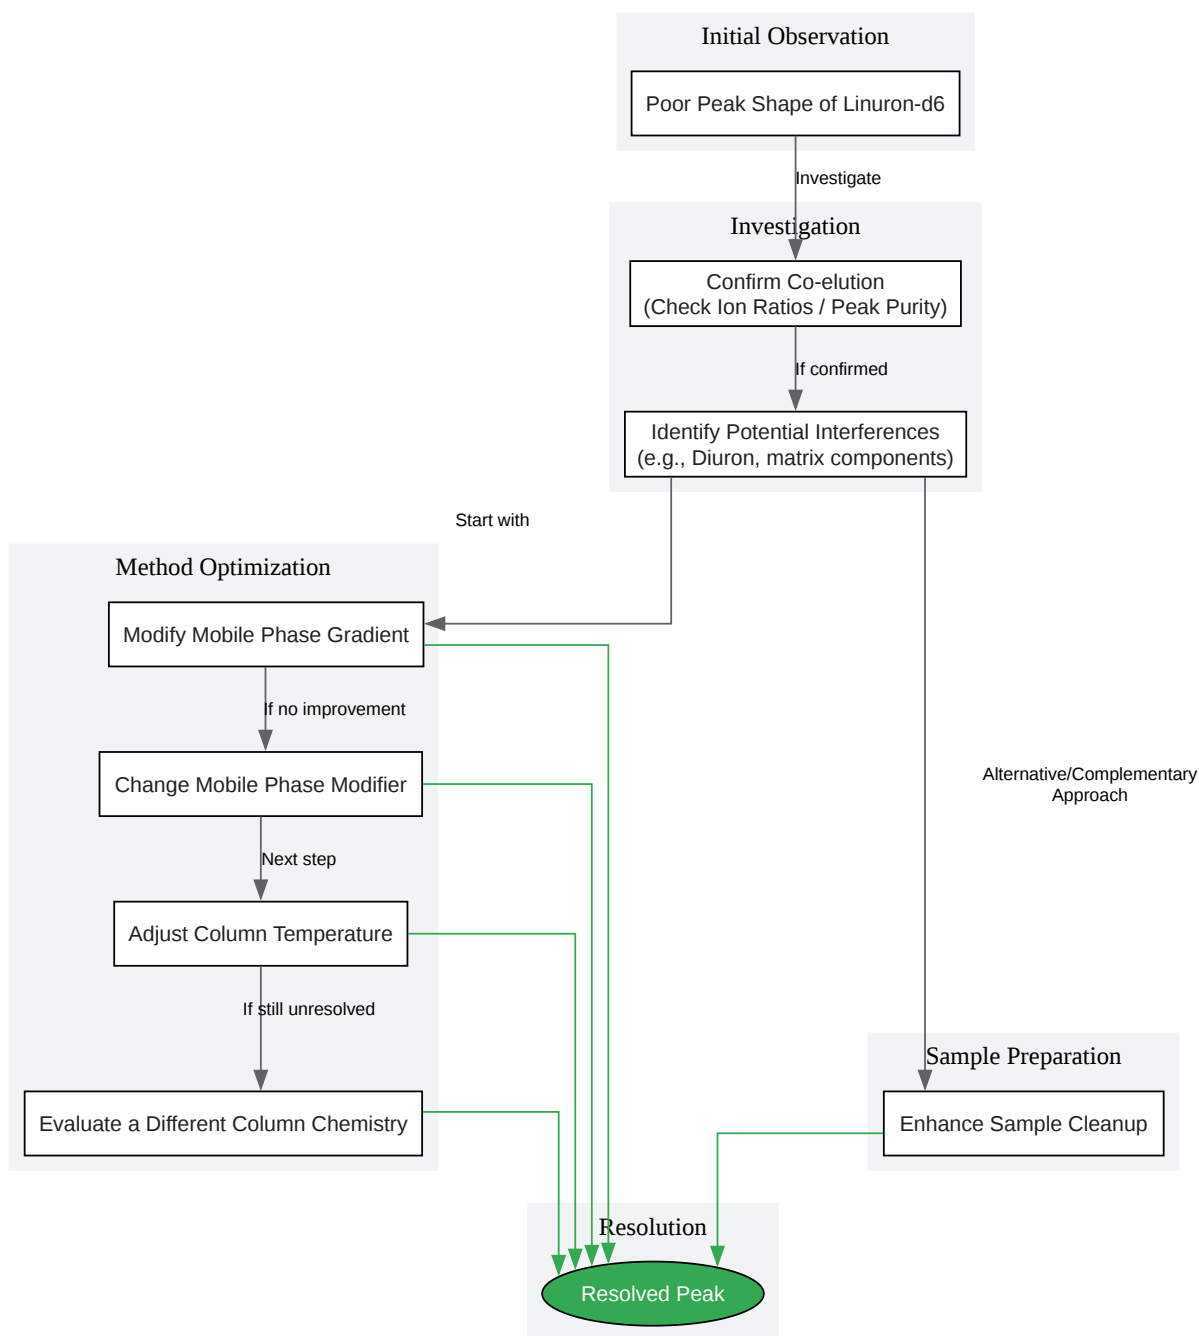 Initial Observation
Poor Peak Shape of Linuron-d6
Investigate
Investigation
Confirm Co-elution
(Check Ion Ratios / Peak Purity)
If confirmed
Identify Potential Interferences
(e.g., Diuron, matrix components)
Start with
Method Optimization
Modify Mobile Phase Gradient
If no improvement
Change Mobile Phase Modifier
Alternative/Complementary
Approach
Next step
Adjust Column Temperature
If still unresolved
Sample Preparation
Evaluate a Different Column Chemistry
Enhance Sample Cleanup
Resolution
Resolved Peak